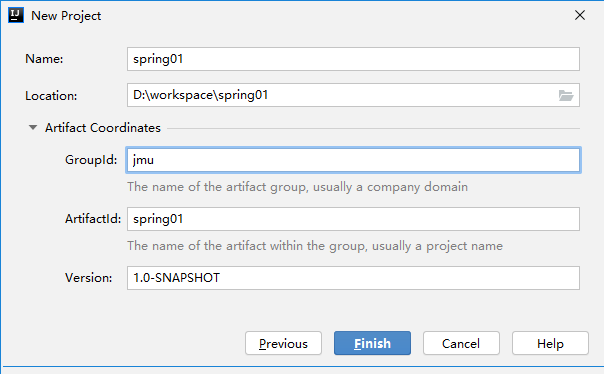 IJ New Project
Name: spring01
Location: D:\workspace\spring01
Artifact Coordinates
GroupId: jmu
The name of the artifact group, usually a company domain
ArtifactId: spring01
The name of the artifact within the group, usually a project name
Version: 1.0-SNAPSHOT
Previous Finish Cancel Help